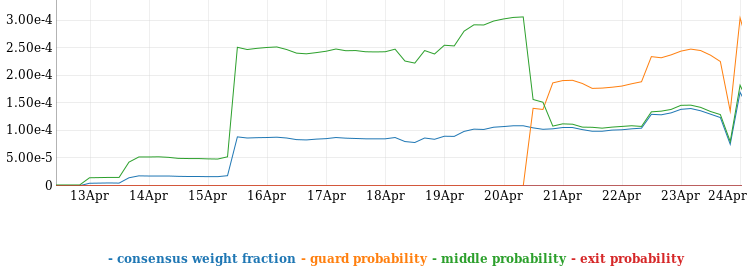 3.00e-4
2.50e-4
2.00e-4
1.50e-4
1.00e-4
5.00e-5
0
13Apr 14Apr 15Apr 16Apr 17Apr 18Apr 19Apr 20Apr 21Apr 22Apr 23Apr 24Apr
- consensus weight fraction - guard probability - middle probability - exit probability